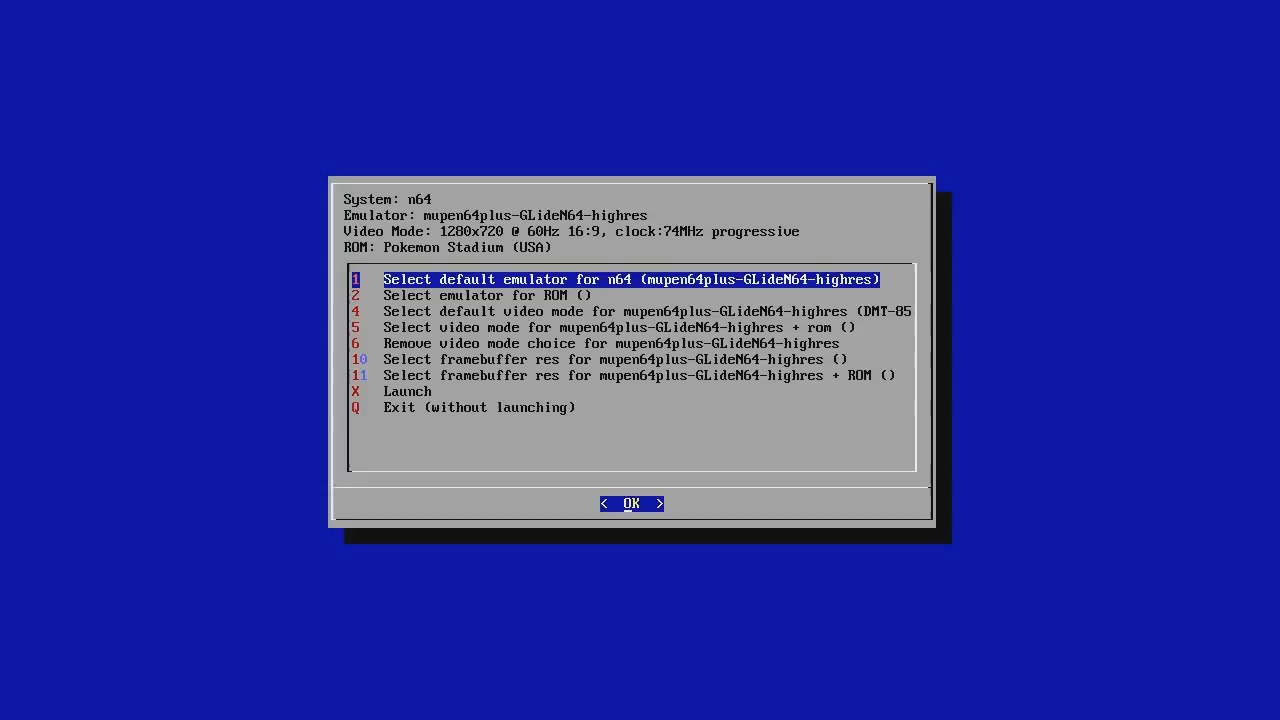 System: n64
Emulator: mupen64plus-GLideN64-highres
Video Mode: 1280x720 @ 60Hz 16:9, clock:74MHz progressive
ROM: Pokemon Stadium (USA)
1 Select default emulator for n64 (mupen64plus-GLideN64-highres)
2 Select emulator for ROM ()
4 Select default video mode for mupen64plus-GLideN64-highres (DMT-85
5 Select video mode for mupen64plus-GLideN64-highres + rom ()
6 Remove video mode choice for mupen64plus-GLideN64-highres
10 Select framebuffer res for mupen64plus-GLideN64-highres ()
11 Select framebuffer res for mupen64plus-GLideN64-highres + ROM ()
X Launch
Q Exit (without launching)
< OK >